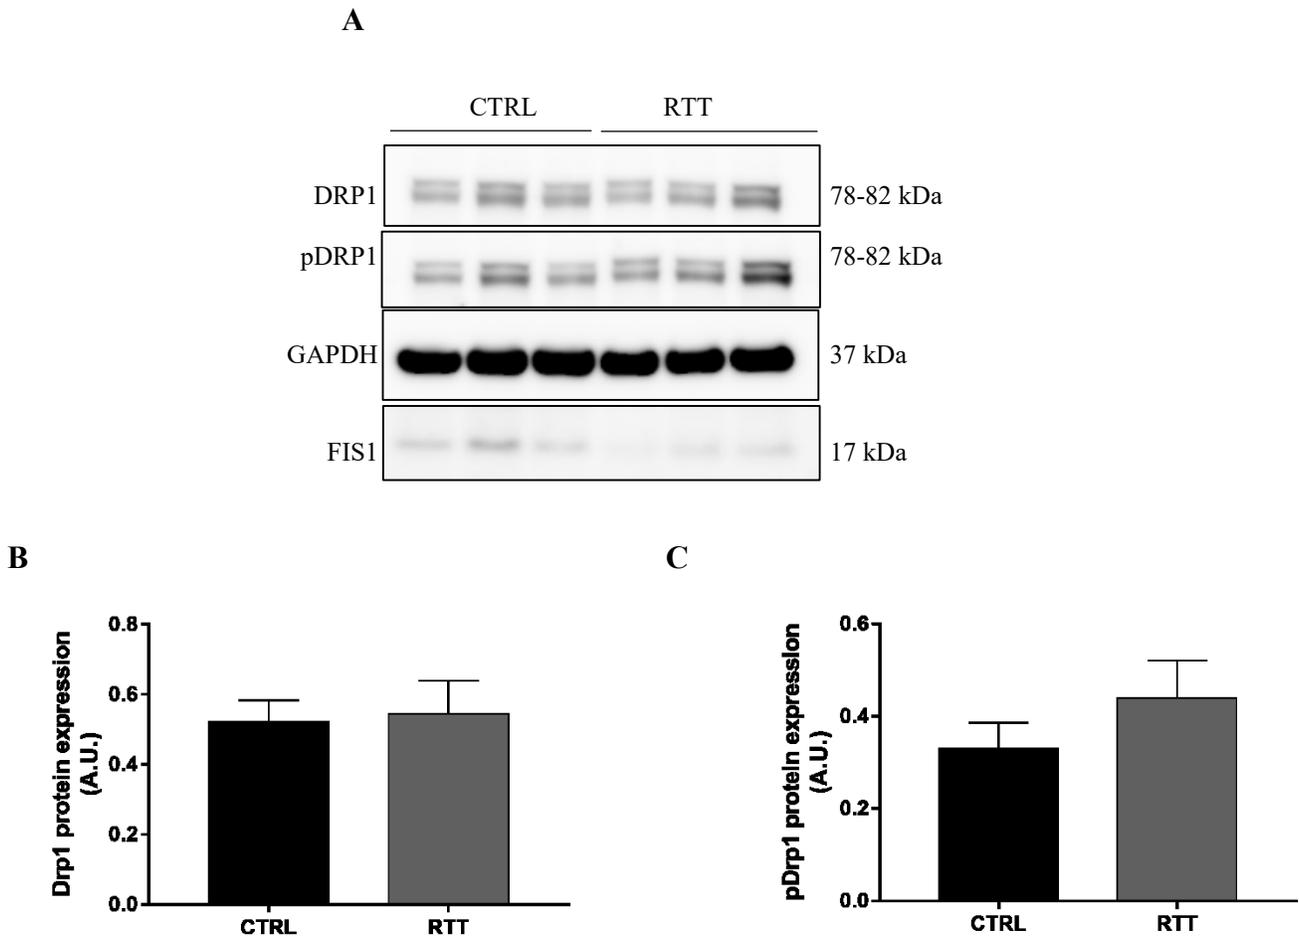 A
CTRL RTT
DRP1 78-82 kDa
pDRP1 78-82 kDa
GAPDH 37 kDa
FIS1 17 kDa
B
Drp1 protein expression
(A.U.)
0.8
0.6
0.4
0.2
0.0
CTRL RTT
C
pDrp1 protein expression
(A.U.)
0.6
0.4
0.2
0.0
CTRL RTT